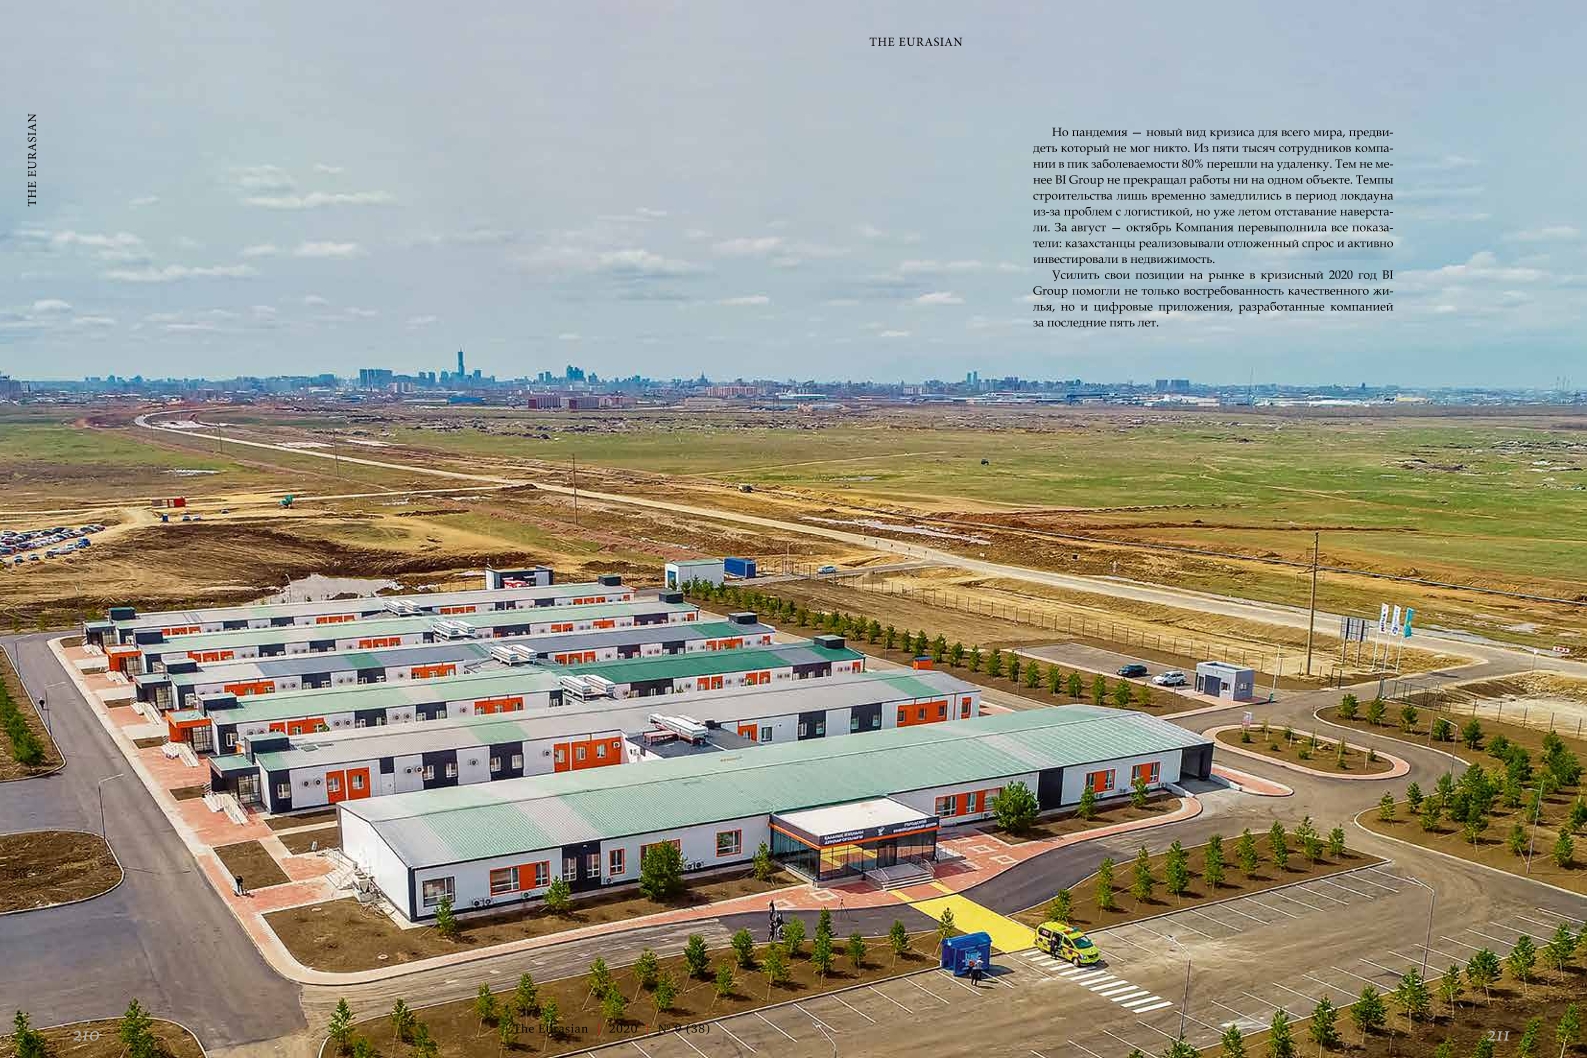 THE EURASIAN
THE EURASIAN
Но пандемия — новый вид кризиса для всего мира, предви-
деть который не мог никто. Из пяти тысяч сотрудников компа-
нии в пик заболеваемости 80% перешли на удаленку. Тем не ме-
нее BI Group не прекращал работы ни на одном объекте. Темпы
строительства лишь временно замедлились в период локдауна
из-за проблем с логистикой, но уже летом отставание наверста-
ли. За август — октябрь Компания перевыполнила все показа-
тели: казахстанцы реализовывали отложенный спрос и активно
инвестировали в недвижимость.
Усилить свои позиции на рынке в кризисный 2020 год BI
Group помогли не только востребованность качественного жи-
лья, но и цифровые приложения, разработанные компанией
за последние пять лет.
ГОРОДСКОЙ
ИНФЕКЦИОННЫЙ ЦЕНТР
210
The Eurasian 2020 № 9 (38)
211